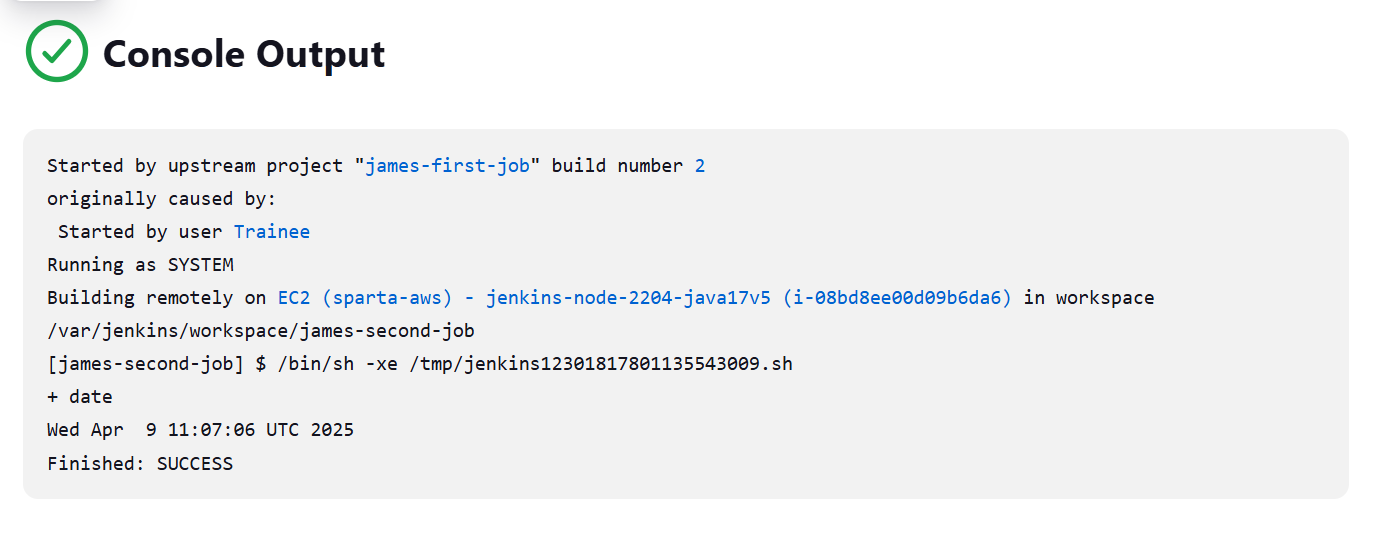 Console Output
Started by upstream project "james-first-job" build number 2
originally caused by:
 Started by user Trainee
Running as SYSTEM
Building remotely on EC2 (sparta-aws) - jenkins-node-2204-java17v5 (i-08bd8ee00d09b6da6) in workspace
/var/jenkins/workspace/james-second-job
[james-second-job] $ /bin/sh -xe /tmp/jenkins12301817801135543009.sh
+ date
Wed Apr  9 11:07:06 UTC 2025
Finished: SUCCESS